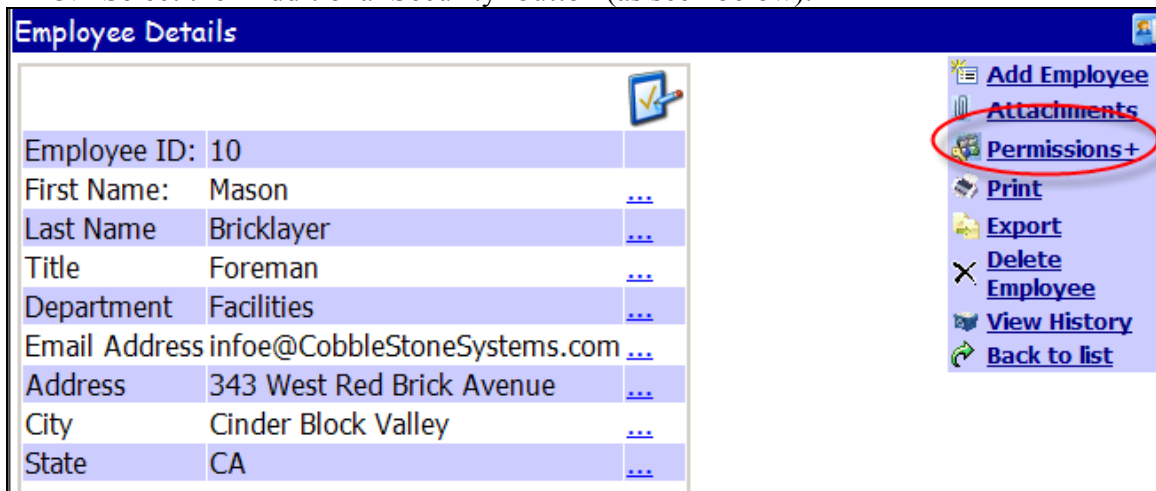 Employee Details
Employee ID: 10
First Name: Mason ...
Last Name Bricklayer ...
Title Foreman ...
Department Facilities ...
Email Address infoe@CobbleStoneSystems.com ...
Address 343 West Red Brick Avenue ...
City Cinder Block Valley ...
State CA ...
Add Employee
Attachments
Permissions+
Print
Export
Delete
Employee
View History
Back to list